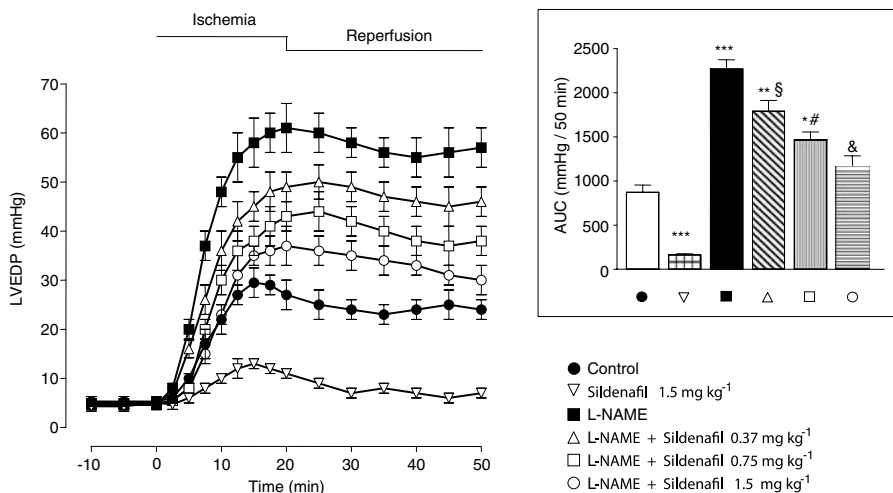 Ischemia
Reperfusion
LVEDP (mmHg)
70
60
50
40
30
20
10
0
-10 0 10 20 30 40 50
Time (min)
AUC (mmHg / 50 min)
2500
2000
1500
1000
500
0
***
***
** §
*#
&
Control
Sildenafil 1.5 mg kg⁻¹
L-NAME
L-NAME + Sildenafil 0.37 mg kg⁻¹
L-NAME + Sildenafil 0.75 mg kg⁻¹
L-NAME + Sildenafil 1.5 mg kg⁻¹